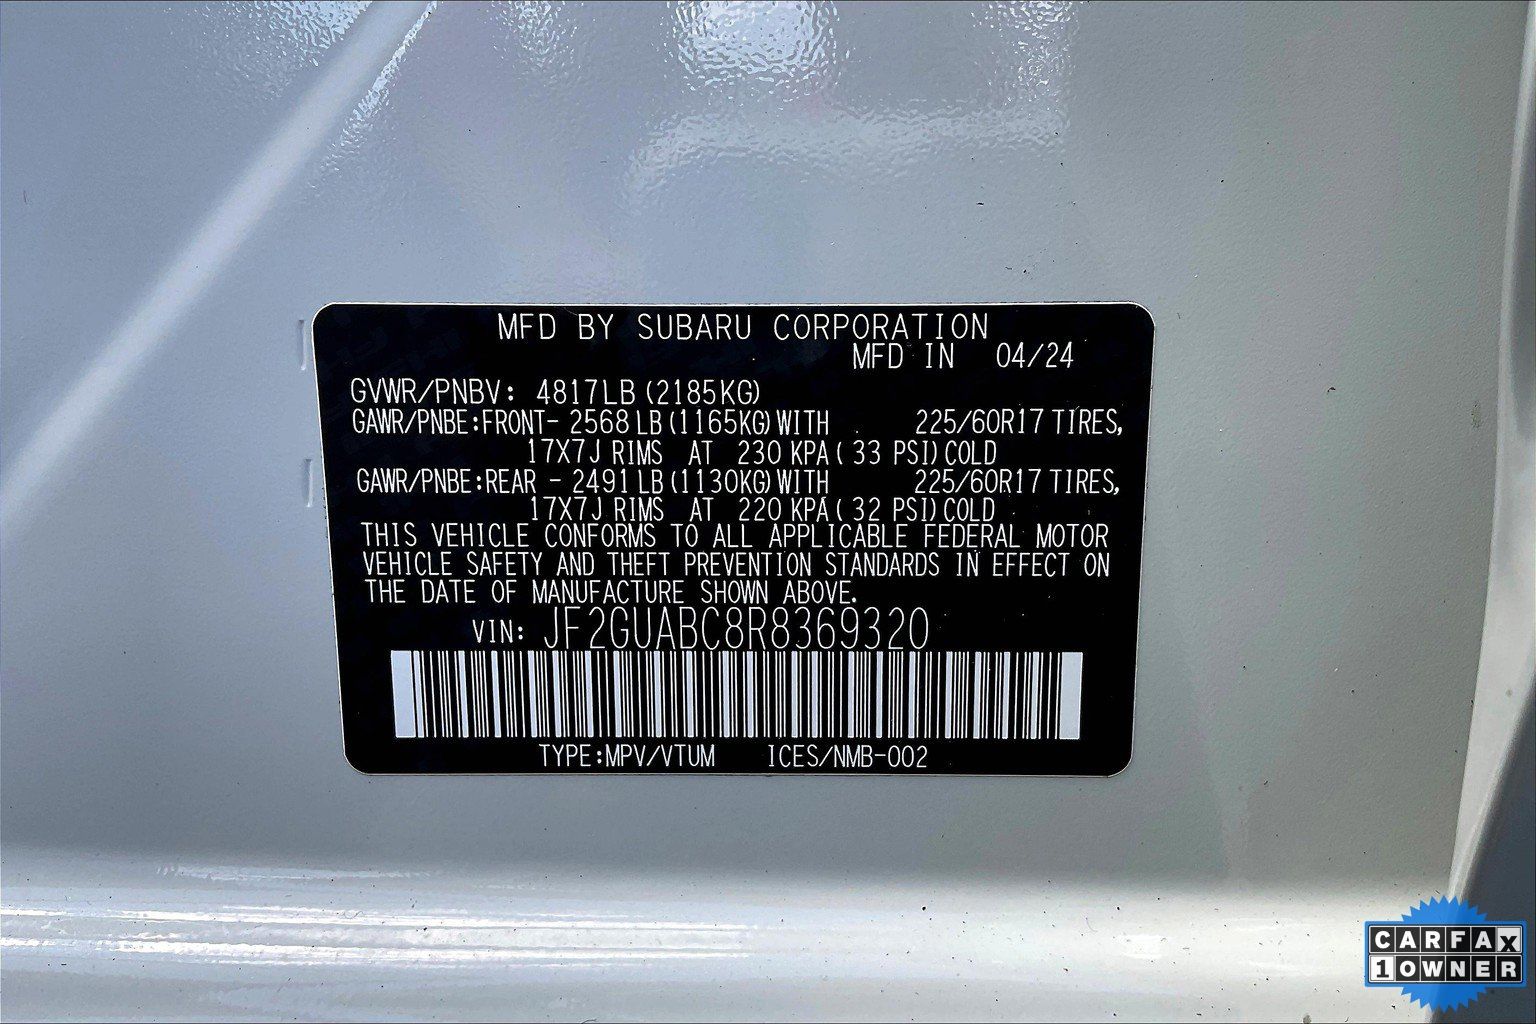 MFD BY SUBARU CORPORATION
MFD IN 04/24
GVWR/PNBV: 4817LB (2185KG)
GAWR/PNBE:FRONT- 2568 LB (1165KG) WITH 225/60R17 TIRES,
17X7J RIMS AT 230 KPA ( 33 PSI) COLD
GAWR/PNBE:REAR - 2491 LB (1130KG) WITH 225/60R17 TIRES,
17X7J RIMS AT 220 KPA ( 32 PSI) COLD
THIS VEHICLE CONFORMS TO ALL APPLICABLE FEDERAL MOTOR
VEHICLE SAFETY AND THEFT PREVENTION STANDARDS IN EFFECT ON
THE DATE OF MANUFACTURE SHOWN ABOVE.
VIN: JF2GUABC8R8369320
TYPE:MPV/VTUM ICES/NMB-002
CARFAX
1 OWNER